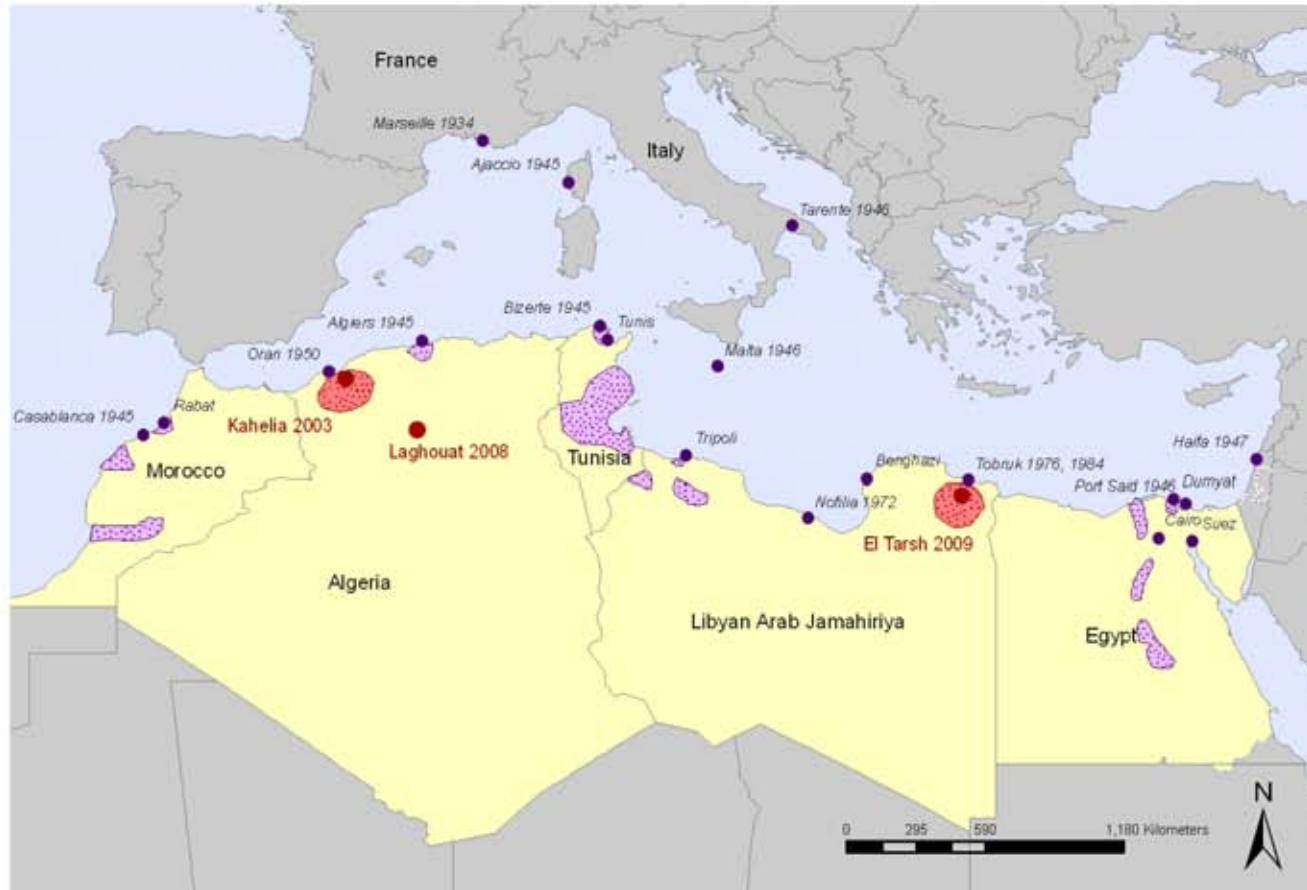 France
Marseille 1934
Italy
Ajaccio 1945
Tarente 1946
Bizerte 1945
Algiers 1945
Tunis
Oran 1950
Malta 1946
Casablanca 1945
Rabat
Kahelia 2003
Laghouat 2008
Tripoli
Haifa 1947
Morocco
Tunisia
Benghazi
Tobruk 1976, 1984
Port Said 1946
Dumyat
Nofilia 1972
Cairo
Suez
El Tarsh 2009
Algeria
Libyan Arab Jamahiriya
Egypt
N
0 295 590 1,180 Kilometers